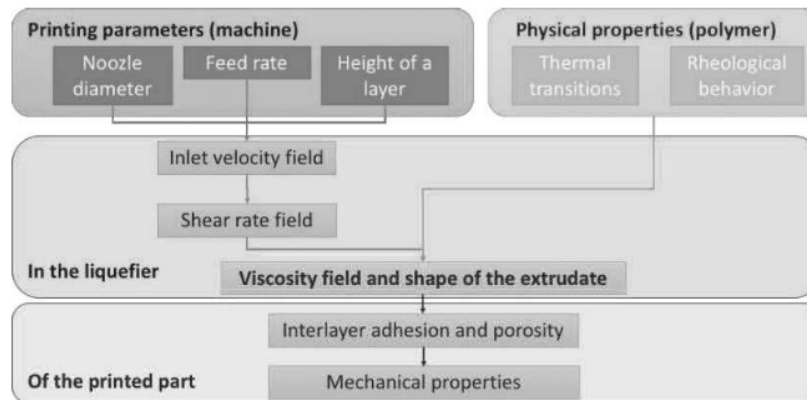 Printing parameters (machine)
Physical properties (polymer)
Noozle
diameter
Feed rate
Height of a
layer
Thermal
transitions
Rheological
behavior
Inlet velocity field
Shear rate field
In the liquefier
Viscosity field and shape of the extrudate
Interlayer adhesion and porosity
Of the printed part
Mechanical properties